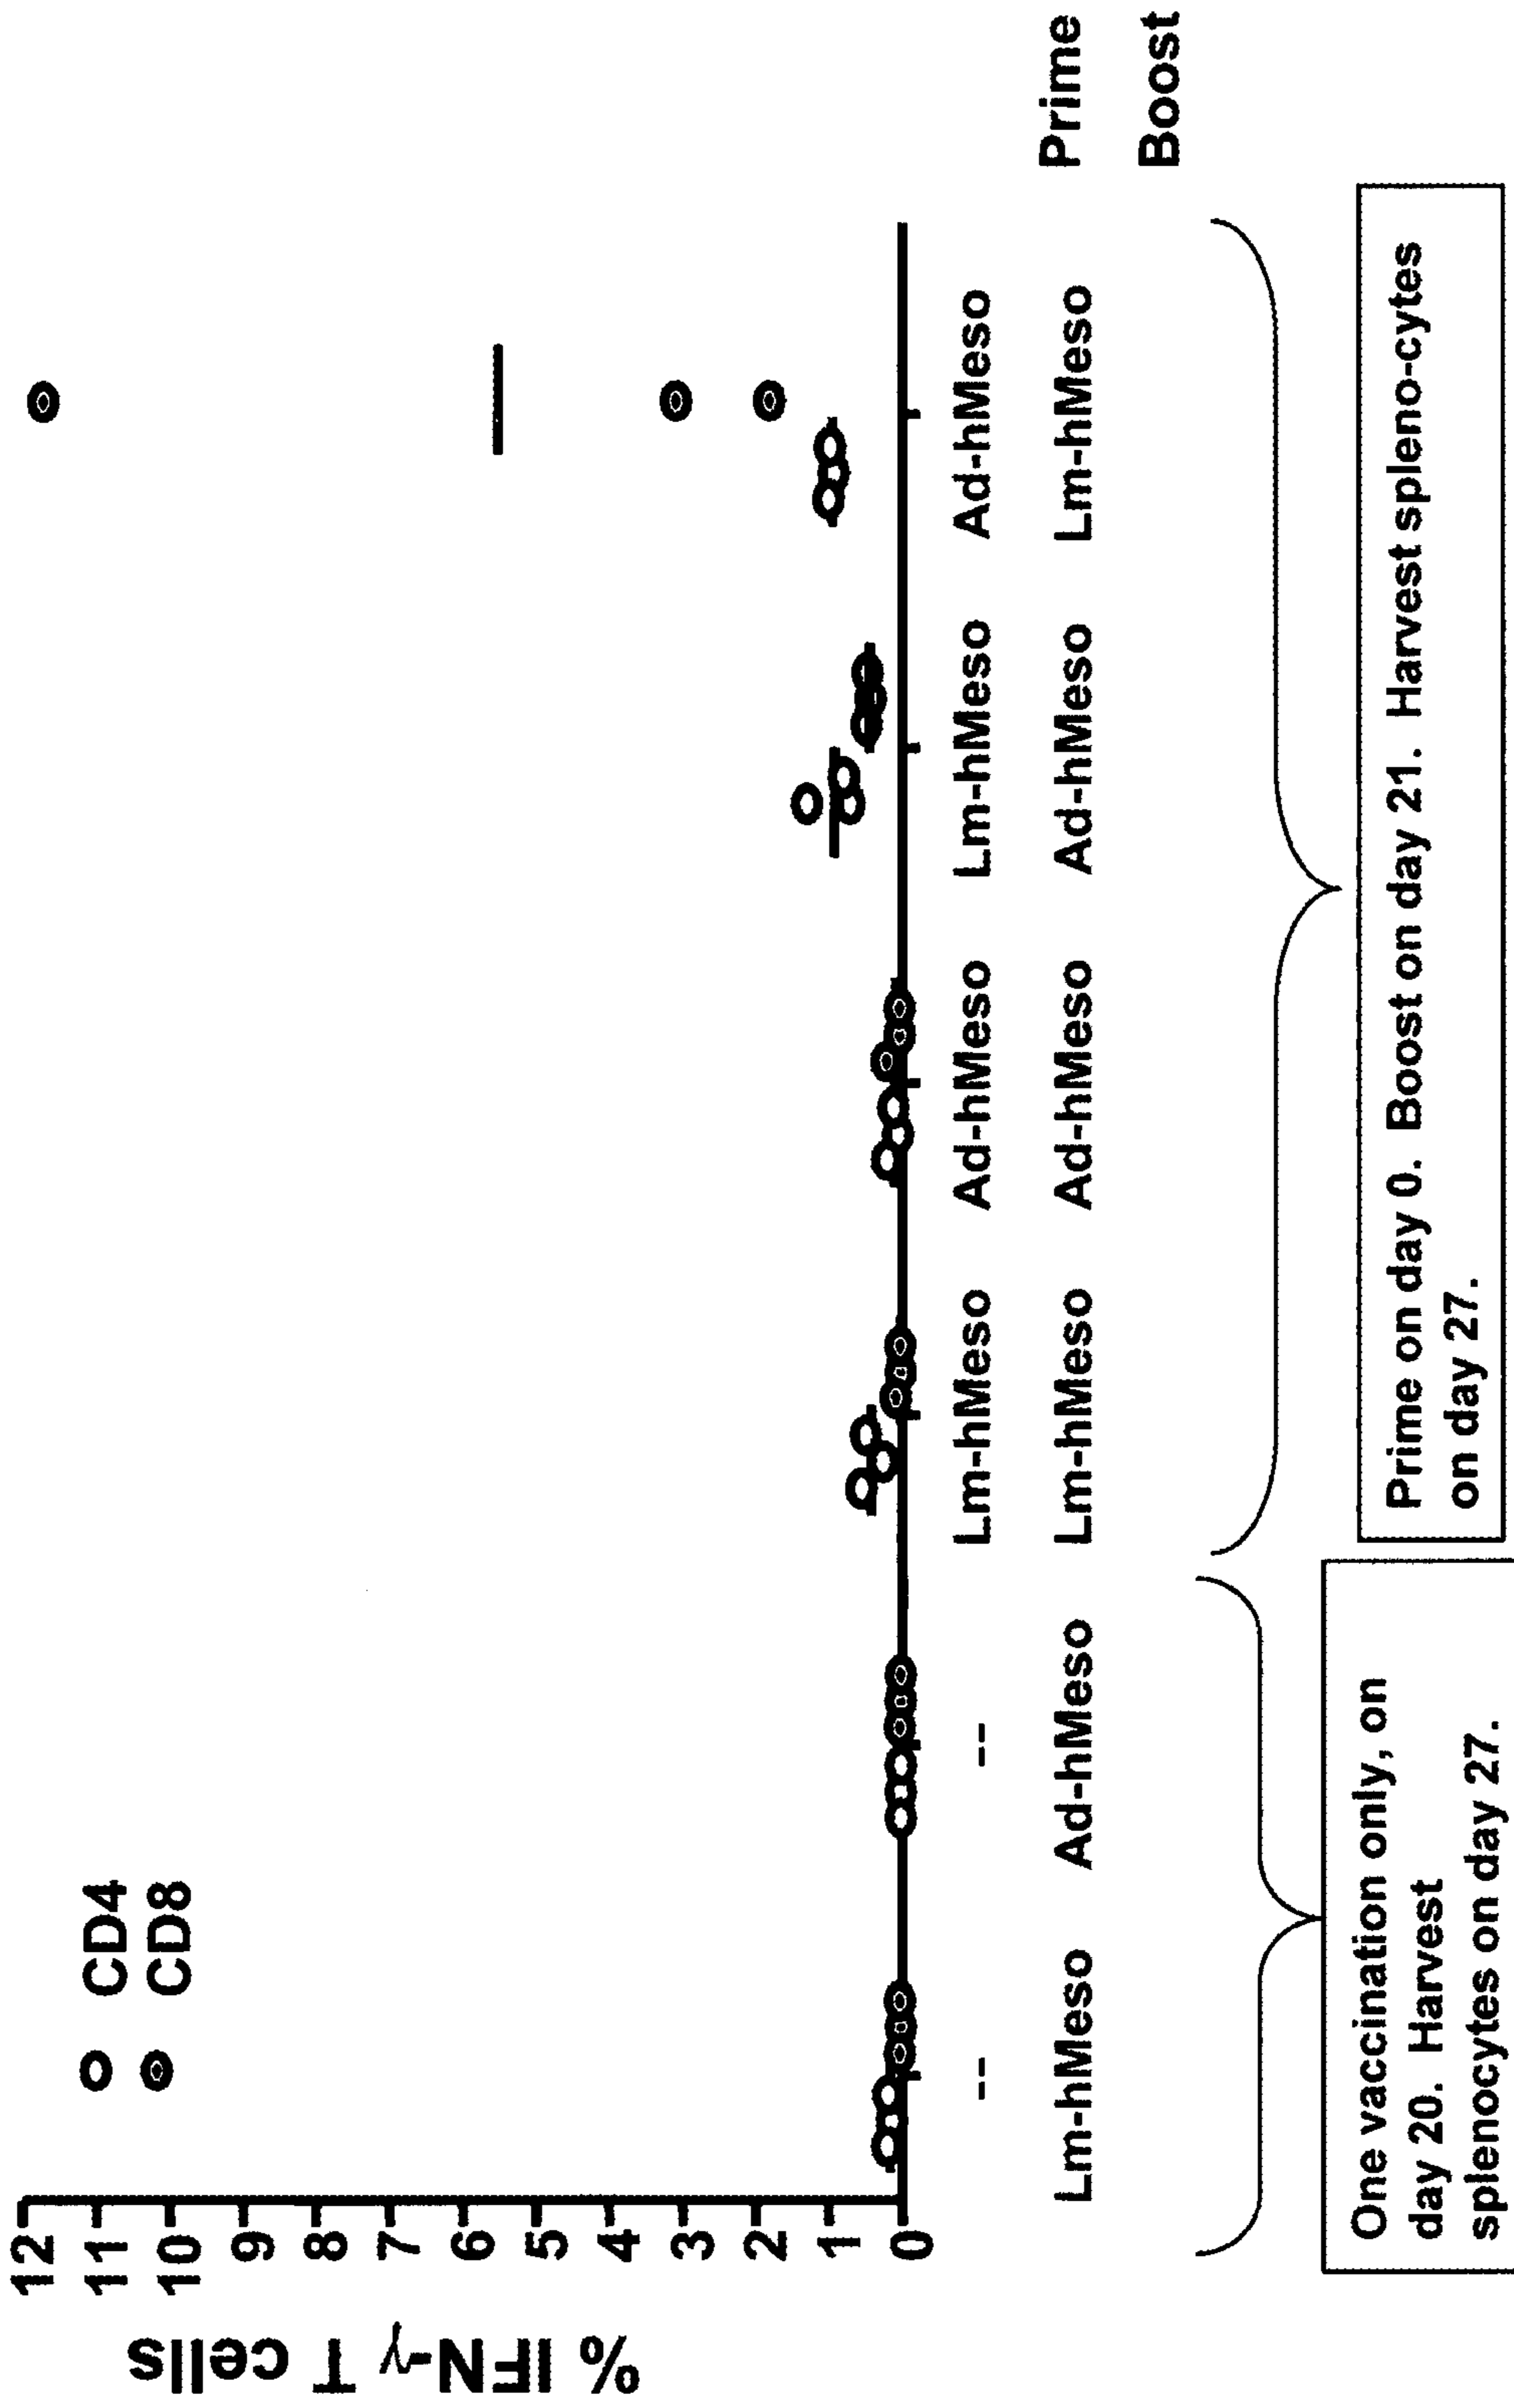 % IFN-γ T cells
12
11
10
9
8
7
6
5
4
3
2
1
0
CD4
CD8
-- -- Lm-hMeso Ad-hMeso Lm-hMeso Ad-hMeso Prime
Lm-hMeso Ad-hMeso Lm-hMeso Ad-hMeso Ad-hMeso Lm-hMeso Boost
One vaccination only, on
day 20. Harvest
splenocytes on day 27.
Prime on day 0. Boost on day 21. Harvest spleno-cytes
on day 27.